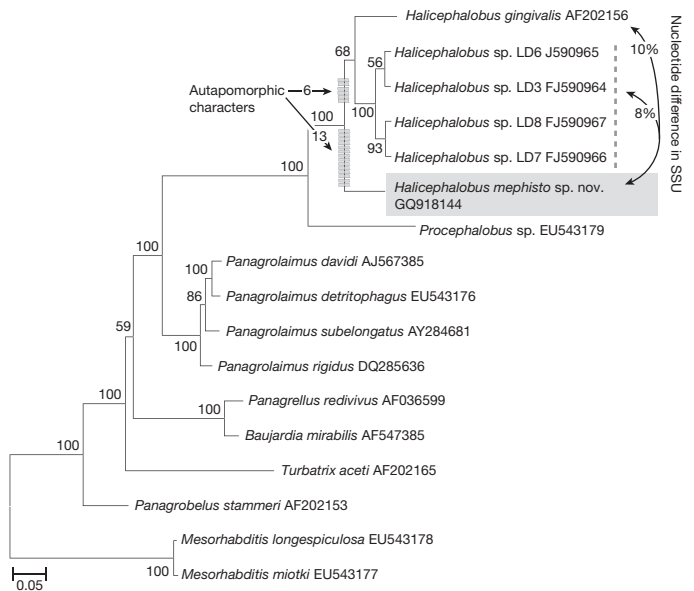 Halicephalobus gingivalis AF202156
68
10%
Halicephalobus sp. LD6 J590965
56
Autapomorphic
characters
6
Halicephalobus sp. LD3 FJ590964
8%
100
100
Halicephalobus sp. LD8 FJ590967
13
93
Halicephalobus sp. LD7 FJ590966
Nucleotide difference in SSU
100
Halicephalobus mephisto sp. nov.
GQ918144
Procephalobus sp. EU543179
100
100
Panagrolaimus davidi AJ567385
86
Panagrolaimus detritophagus EU543176
59
Panagrolaimus subelongatus AY284681
100
Panagrolaimus rigidus DQ285636
100
100
Panagrellus redivivus AF036599
Baujardia mirabilis AF547385
100
Turbatrix aceti AF202165
Panagrobelus stammeri AF202153
Mesorhabditis longespiculosa EU543178
100
Mesorhabditis miotki EU543177
0.05